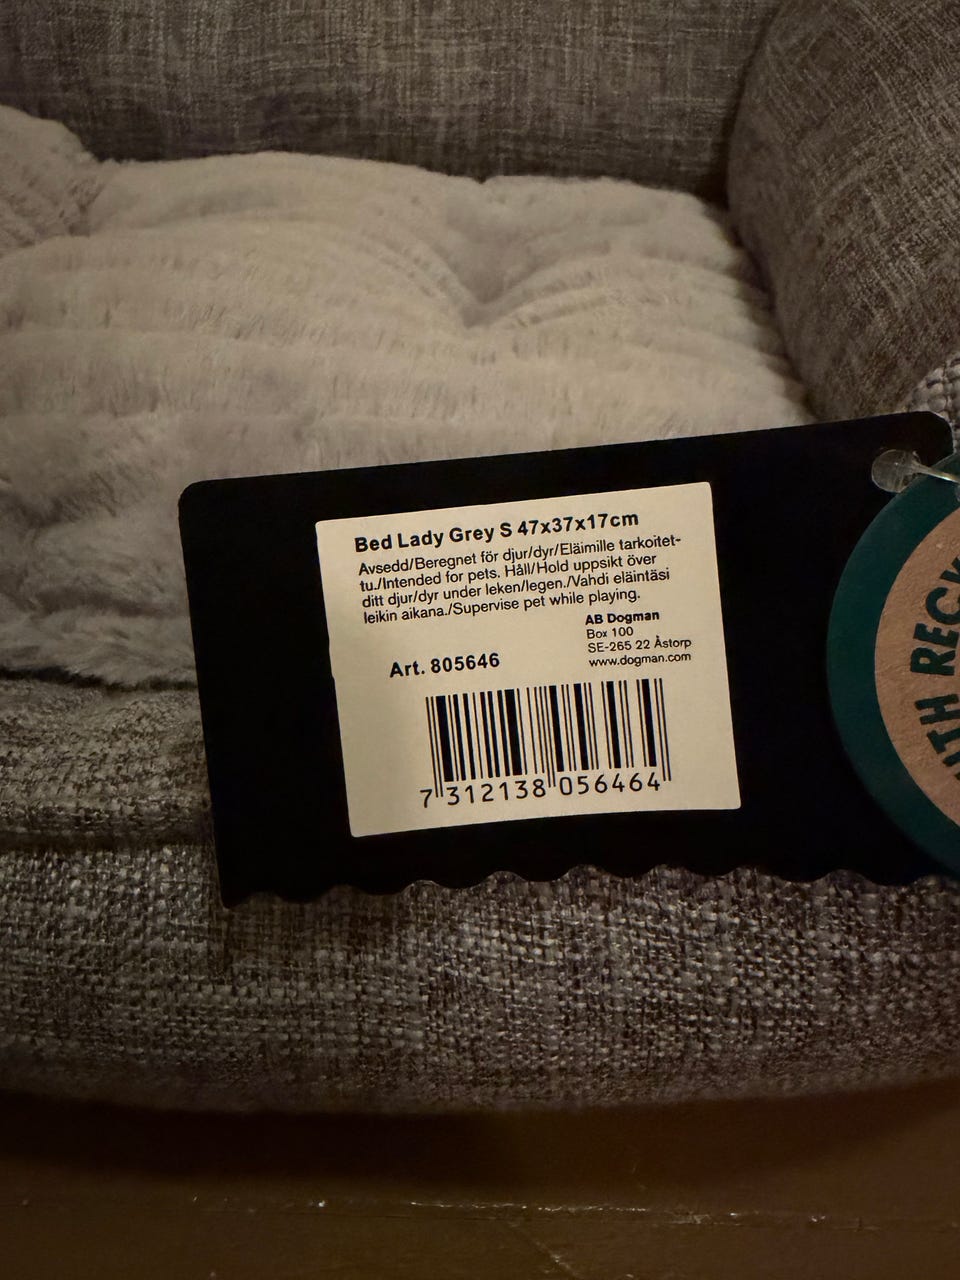 Bed Lady Grey S 47x37x17cm
Avsedd/Beregnet för djur/dyr/Eläimille tarkoitet-
tu./Intended for pets. Håll/Hold uppsikt över
ditt djur/dyr under leken/legen./Vahdi eläintäsi
leikin aikana./Supervise pet while playing.
AB Dogman
Box 100
SE-265 22 Åstorp
www.dogman.com
Art. 805646
7 312138 056464
ITH REC